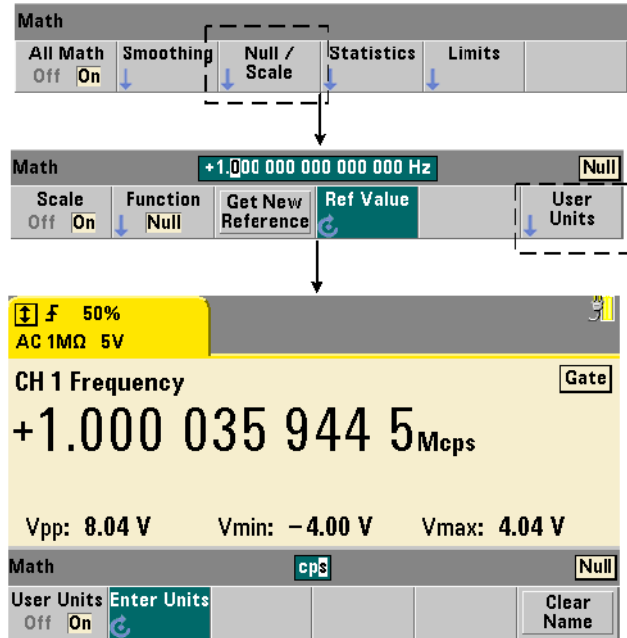 Math
All Math Smoothing Null / Statistics Limits
Off On Scale
Math +1.000 000 000 000 000 Hz Null
Scale Function Get New Ref Value User
Off On Null Reference Units
50%
AC 1MΩ 5V
CH 1 Frequency Gate
+1.000 035 944 5 Mcps
Vpp: 8.04 V Vmin: −4.00 V Vmax: 4.04 V
Math cps Null
User Units Enter Units Clear
Off On Name